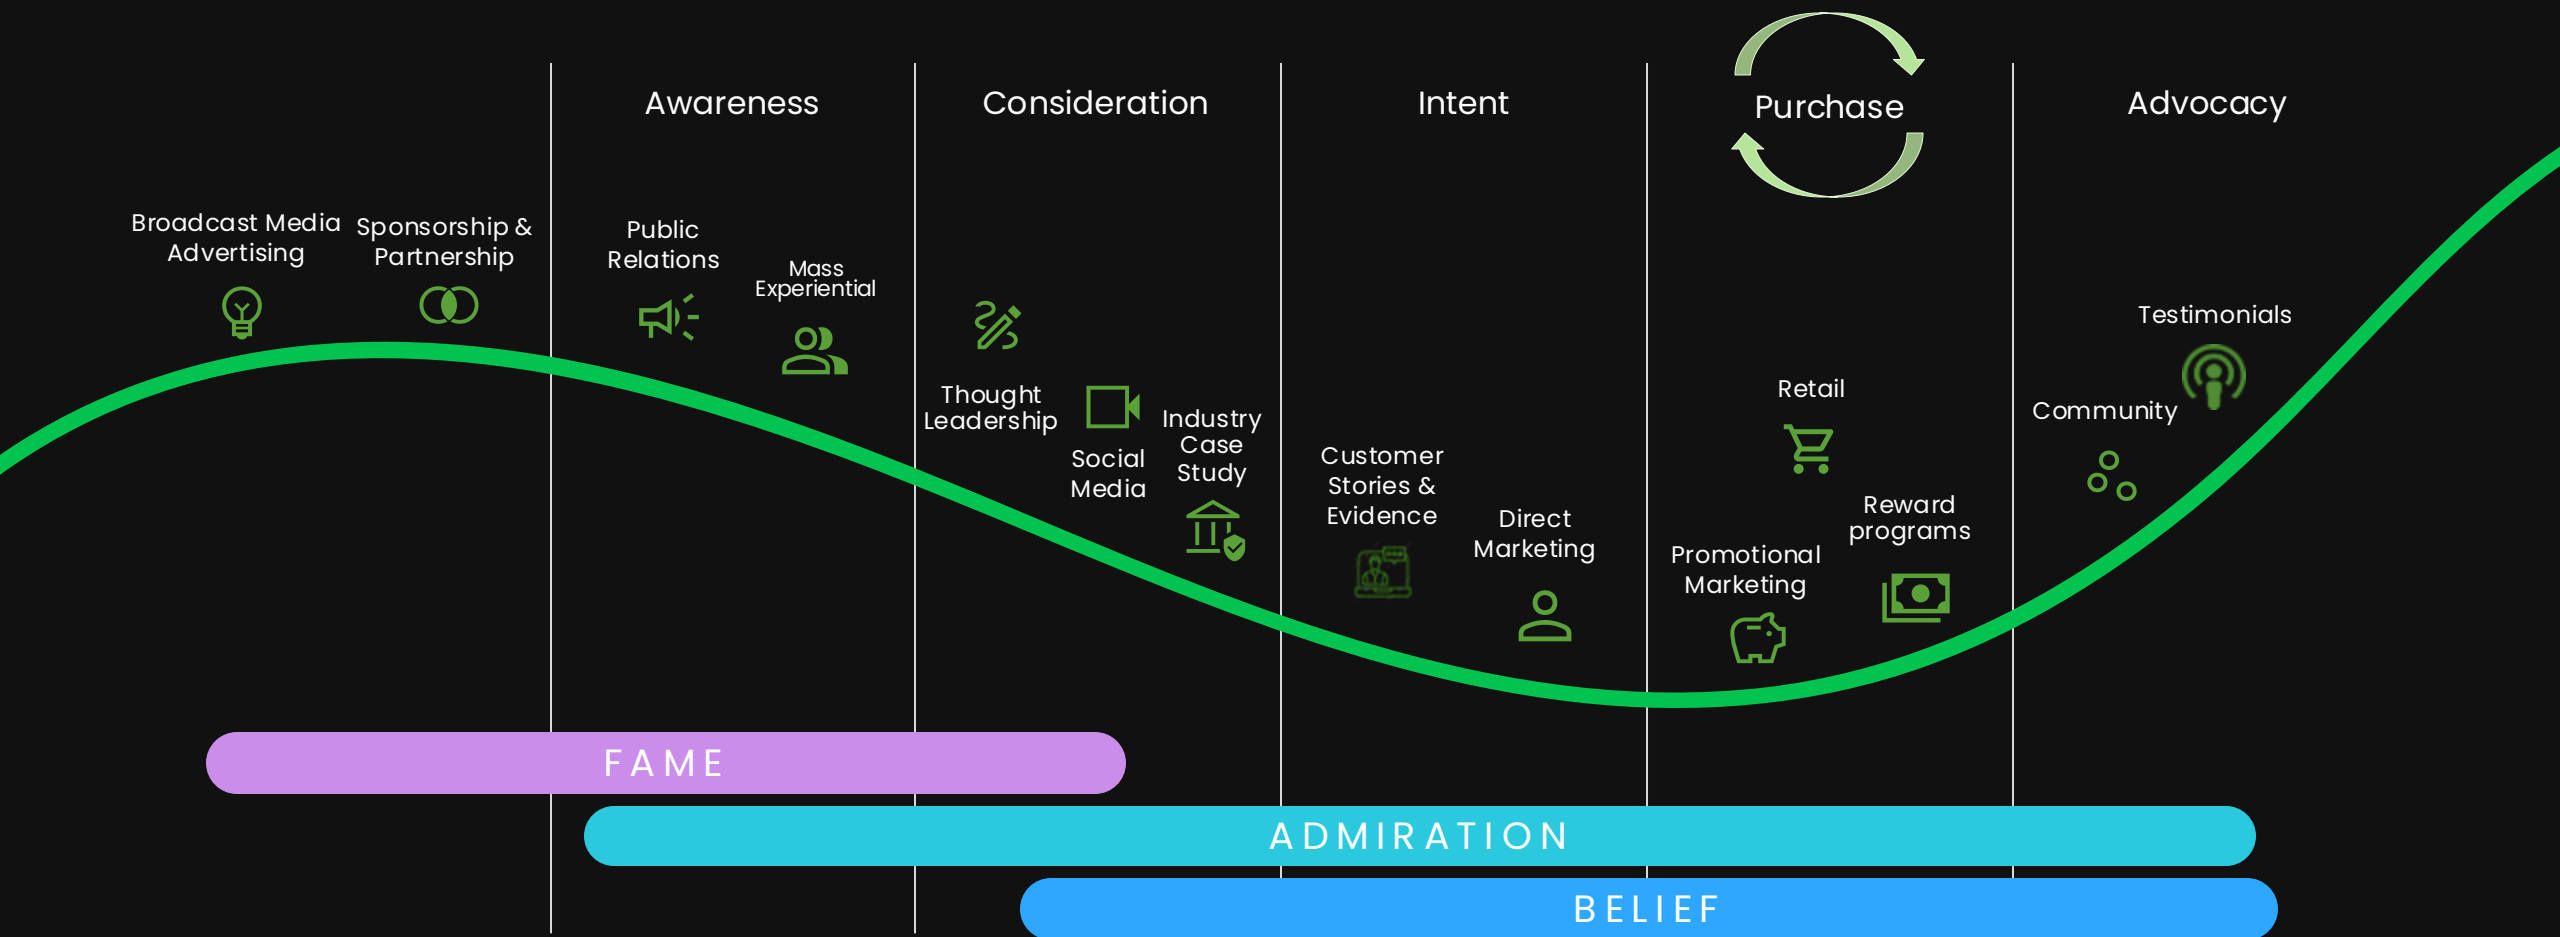 Awareness
Consideration
Intent
Purchase
Advocacy
Broadcast Media
Advertising
Sponsorship &
Partnership
Public
Relations
Mass
Experiential
Thought
Leadership
Social
Media
Industry
Case
Study
Customer
Stories &
Evidence
Direct
Marketing
Promotional
Marketing
Retail
Reward
programs
Community
Testimonials
FAME
ADMIRATION
BELIEF